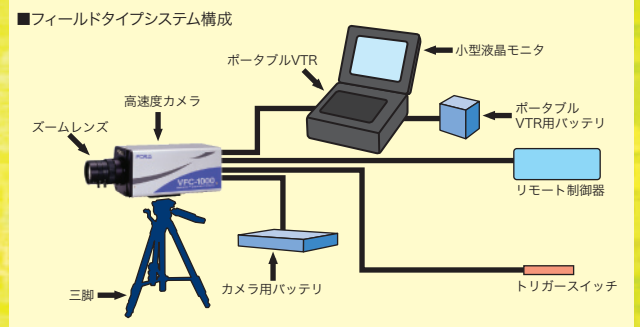 ■フィールドタイプシステム構成
ポータブルVTR
小型液晶モニタ
高速度カメラ
ズームレンズ
ポータブル
VTR用バッテリ
リモート制御器
VFC-1000
カメラ用バッテリ
トリガースイッチ
三脚